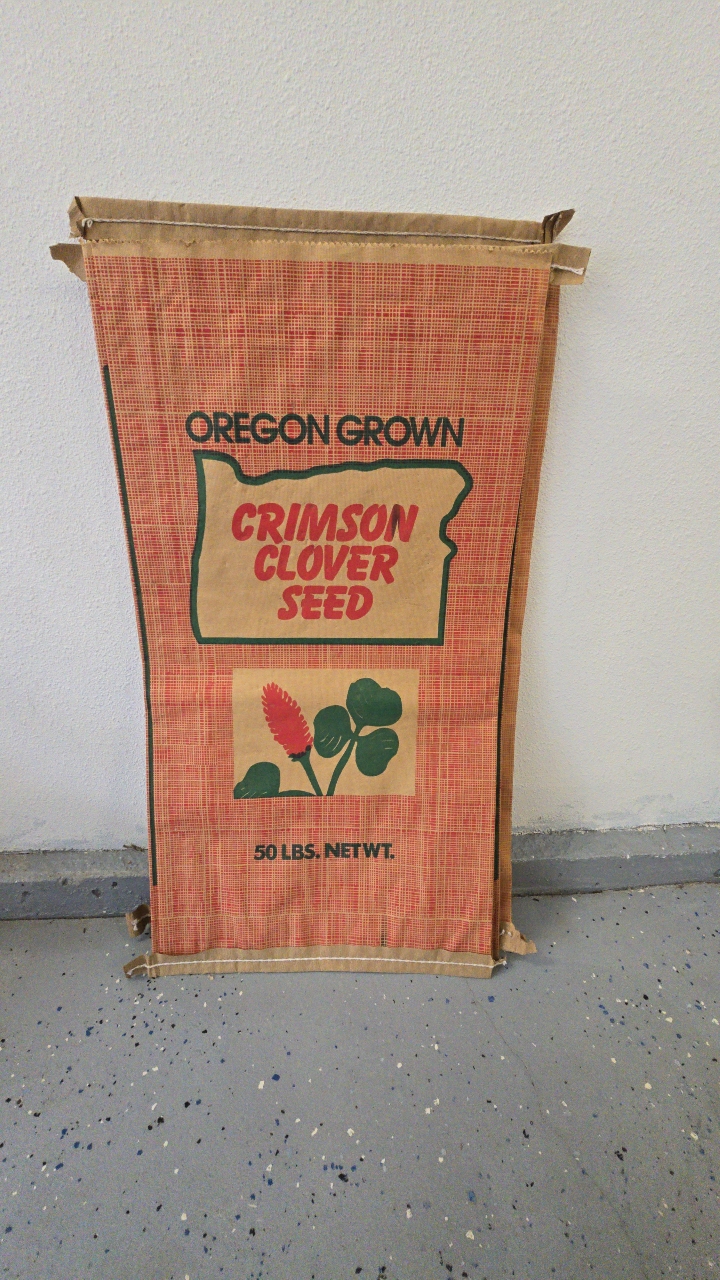 OREGON GROWN
CRIMSON
CLOVER
SEED
50 LBS. NET WT.